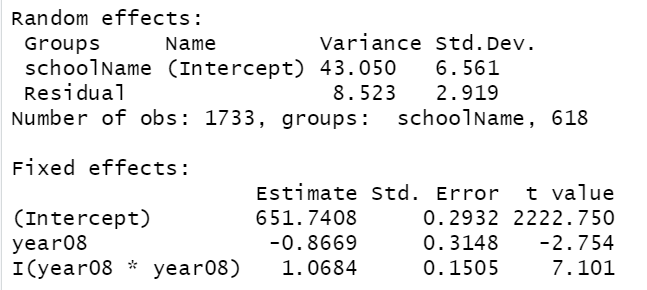 Random effects:
Groups Name Variance Std.Dev.
schoolName (Intercept) 43.050 6.561
Residual 8.523 2.919
Number of obs: 1733, groups: schoolName, 618
Fixed effects:
Estimate Std. Error t value
(Intercept) 651.7408 0.2932 2222.750
year08 -0.8669 0.3148 -2.754
I(year08 * year08) 1.0684 0.1505 7.101